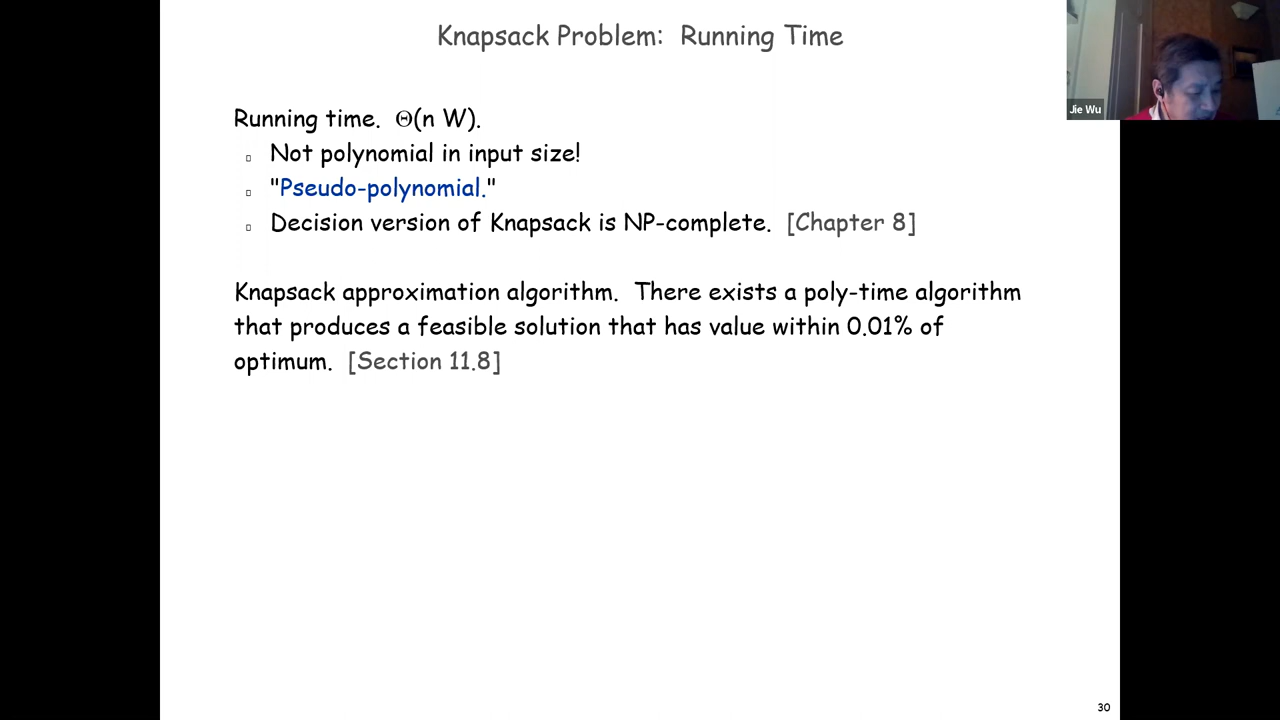 Knapsack Problem: Running Time
Jie Wu
Running time. Θ(n W).
Not polynomial in input size!
"Pseudo-polynomial."
Decision version of Knapsack is NP-complete. [Chapter 8]
Knapsack approximation algorithm. There exists a poly-time algorithm
that produces a feasible solution that has value within 0.01% of
optimum. [Section 11.8]
30